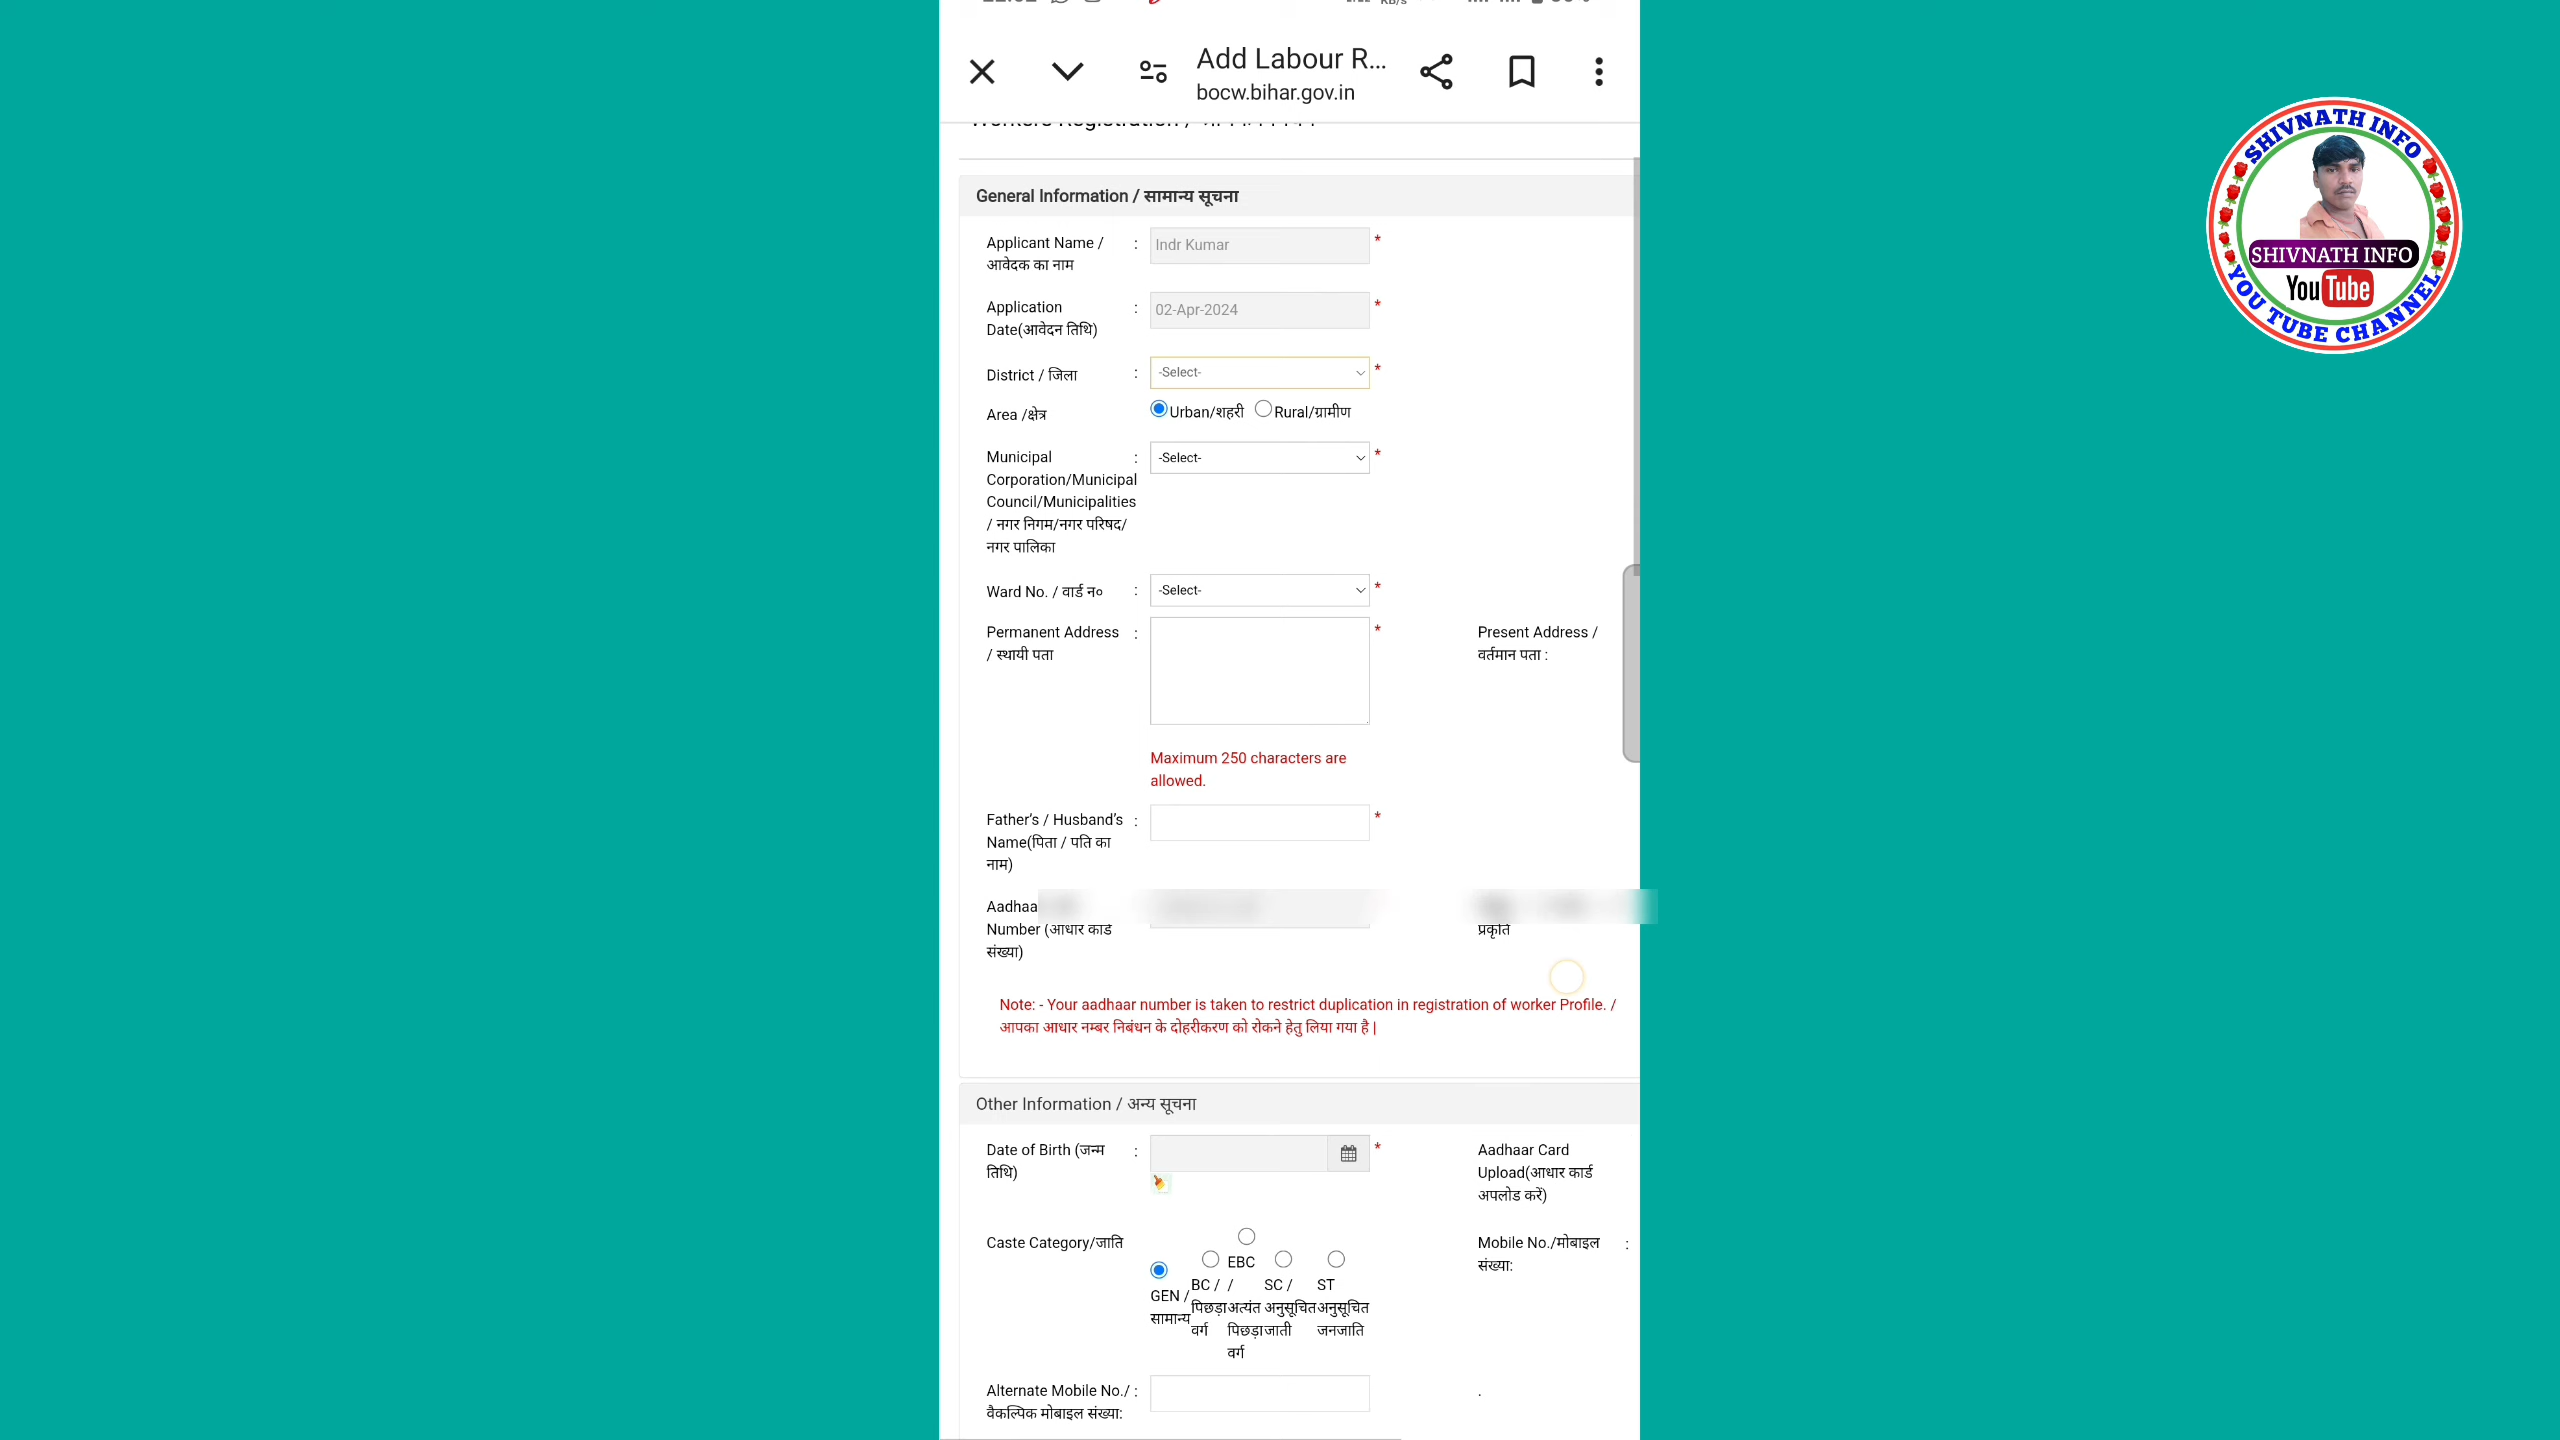 Add Labour R...
bocw.bihar.gov.in
Workers Registration /
General Information / सामान्य सूचना
Applicant Name / आवेदक का नाम : Indr Kumar *
Application Date(आवेदन तिथि) : 02-Apr-2024 *
District / जिला : -Select- *
Area /क्षेत्र Urban/शहरी Rural/ग्रामीण
Municipal : -Select- *
Corporation/Municipal
Council/Municipalities
/ नगर निगम/नगर परिषद/
नगर पालिका
Ward No. / वार्ड न० : -Select- *
Permanent Address : *
/ स्थायी पता
Present Address /
वर्तमान पता :
Maximum 250 characters are
allowed.
Father's / Husband's : *
Name(पिता / पति का
नाम)
Aadhaa
Number (आधार कार्ड
संख्या)
प्रकृति
Note: - Your aadhaar number is taken to restrict duplication in registration of worker Profile. /
आपका आधार नम्बर निबंधन के दोहरीकरण को रोकने हेतु लिया गया है |
Other Information / अन्य सूचना
Date of Birth (जन्म : *
तिथि)
Aadhaar Card
Upload(आधार कार्ड
अपलोड करें)
Caste Category/जाति
GEN /
सामान्य
BC /
पिछड़ा
वर्ग
EBC
/
अत्यंत
पिछड़ा
वर्ग
SC /
अनुसूचित
जाती
ST
अनुसूचित
जनजाति
Mobile No./मोबाइल :
संख्या:
Alternate Mobile No./ :
वैकल्पिक मोबाइल संख्या:
.
SHIVNATH INFO
SHIVNATH INFO
YouTube
YOU TUBE CHANNEL